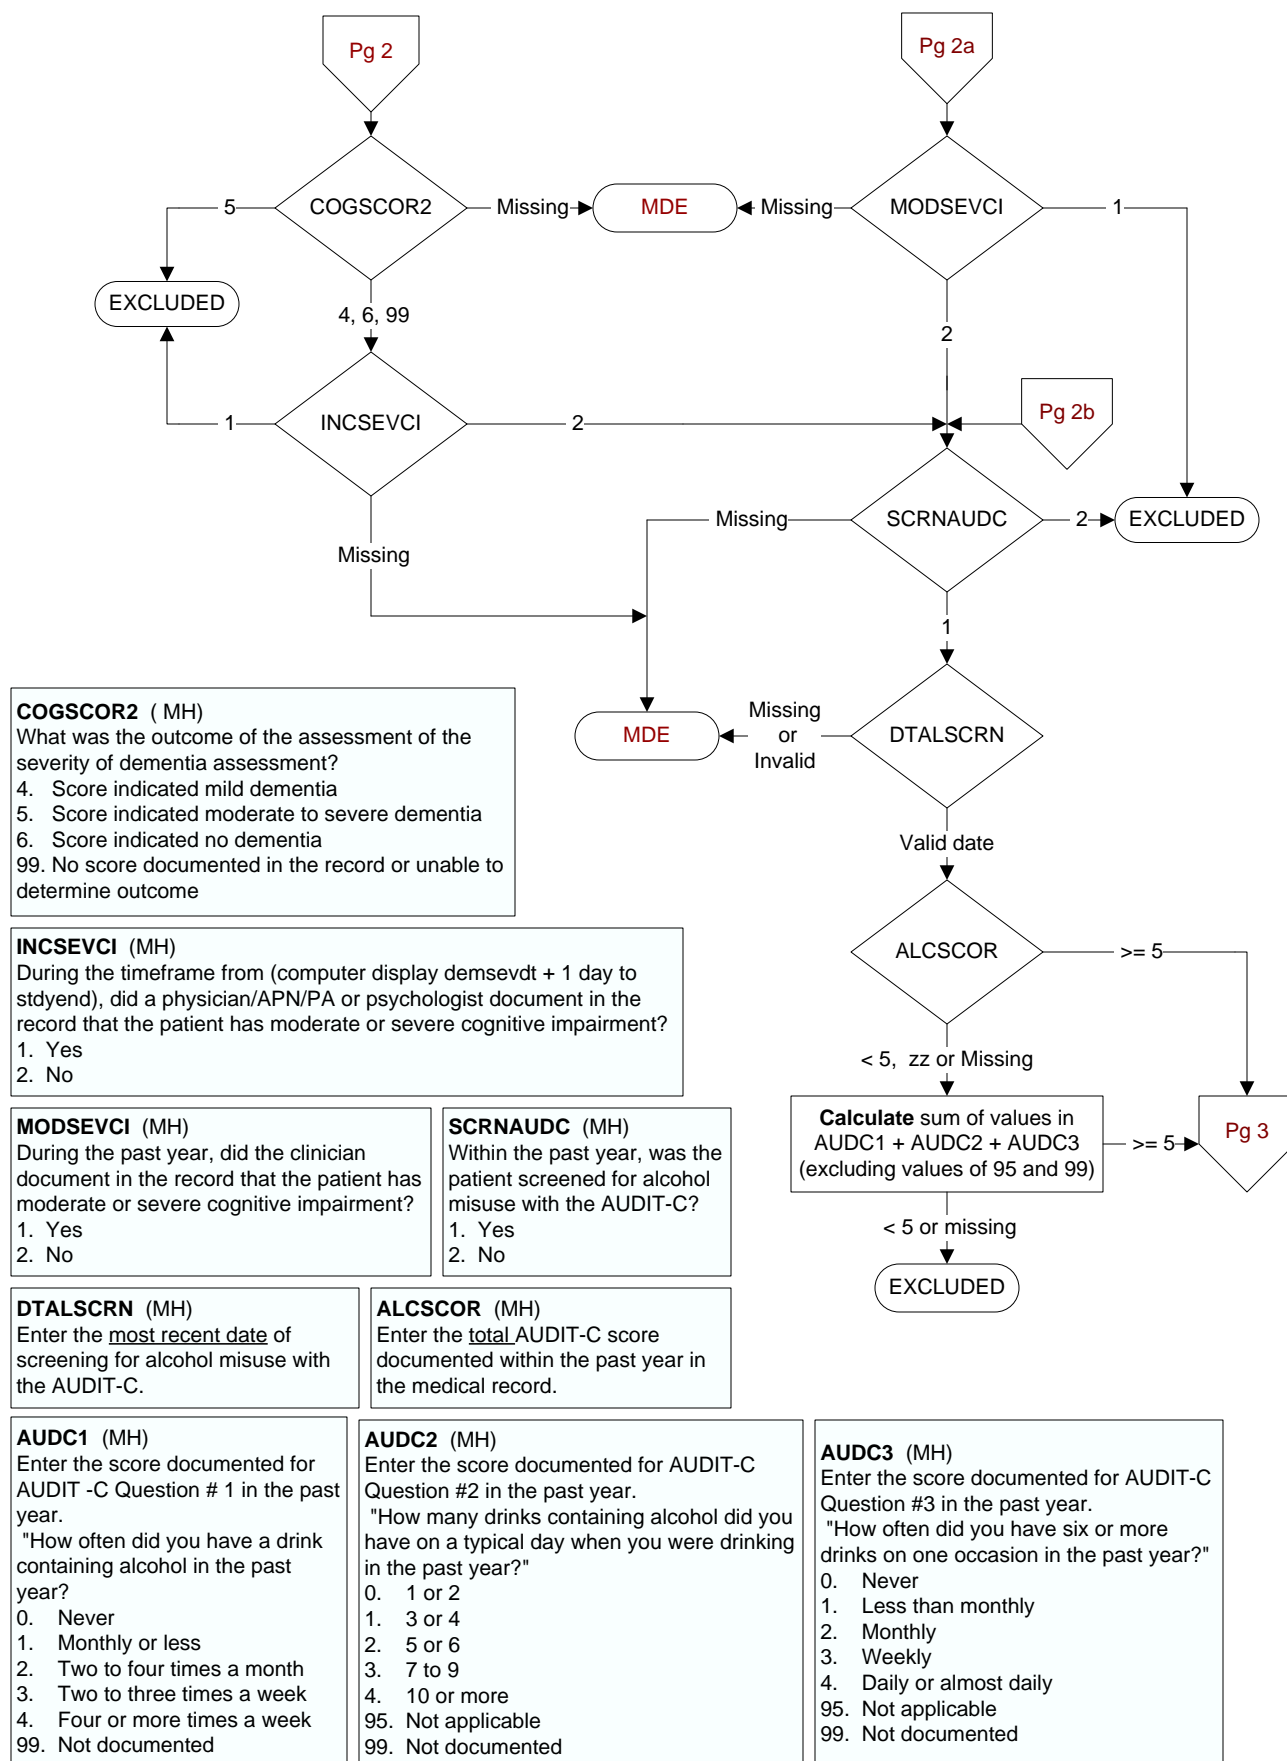 Pg 2
Pg 2a
COGSCOR2
5
Missing
MDE
Missing
MODSEVCI
1
EXCLUDED
4, 6, 99
2
INCSEVCI
1
2
Pg 2b
Missing
SCRNAUDC
2
EXCLUDED
Missing
1
MDE
Missing
or
Invalid
DTALSCRN
Valid date
ALCSCOR
>= 5
< 5, zz or Missing
Calculate sum of values in
AUDC1 + AUDC2 + AUDC3
(excluding values of 95 and 99)
>= 5
Pg 3
< 5 or missing
EXCLUDED
COGSCOR2 ( MH)
What was the outcome of the assessment of the
severity of dementia assessment?
4. Score indicated mild dementia
5. Score indicated moderate to severe dementia
6. Score indicated no dementia
99. No score documented in the record or unable to
determine outcome
INCSEVCI (MH)
During the timeframe from (computer display demsevdt + 1 day to
stdyend), did a physician/APN/PA or psychologist document in the
record that the patient has moderate or severe cognitive impairment?
1. Yes
2. No
MODSEVCI (MH)
During the past year, did the clinician
document in the record that the patient has
moderate or severe cognitive impairment?
1. Yes
2. No
SCRNAUDC (MH)
Within the past year, was the
patient screened for alcohol
misuse with the AUDIT-C?
1. Yes
2. No
DTALSCRN (MH)
Enter the most recent date of
screening for alcohol misuse with
the AUDIT-C.
ALCSCOR (MH)
Enter the total AUDIT-C score
documented within the past year in
the medical record.
AUDC1 (MH)
Enter the score documented for
AUDIT -C Question # 1 in the past
year.
"How often did you have a drink
containing alcohol in the past
year?
0. Never
1. Monthly or less
2. Two to four times a month
3. Two to three times a week
4. Four or more times a week
99. Not documented
AUDC2 (MH)
Enter the score documented for AUDIT-C
Question #2 in the past year.
"How many drinks containing alcohol did you
have on a typical day when you were drinking
in the past year?"
0. 1 or 2
1. 3 or 4
2. 5 or 6
3. 7 to 9
4. 10 or more
95. Not applicable
99. Not documented
AUDC3 (MH)
Enter the score documented for AUDIT-C
Question #3 in the past year.
"How often did you have six or more
drinks on one occasion in the past year?"
0. Never
1. Less than monthly
2. Monthly
3. Weekly
4. Daily or almost daily
95. Not applicable
99. Not documented